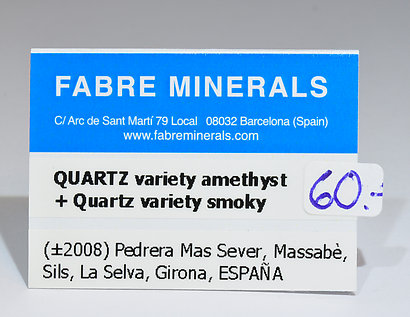 FABRE MINERALS
C/ Arc de Sant Martí 79 Local 08032 Barcelona (Spain)
www.fabreminerals.com
QUARTZ variety amethyst
+ Quartz variety smoky
60.-
(±2008) Pedrera Mas Sever, Massabè,
Sils, La Selva, Girona, ESPAÑA